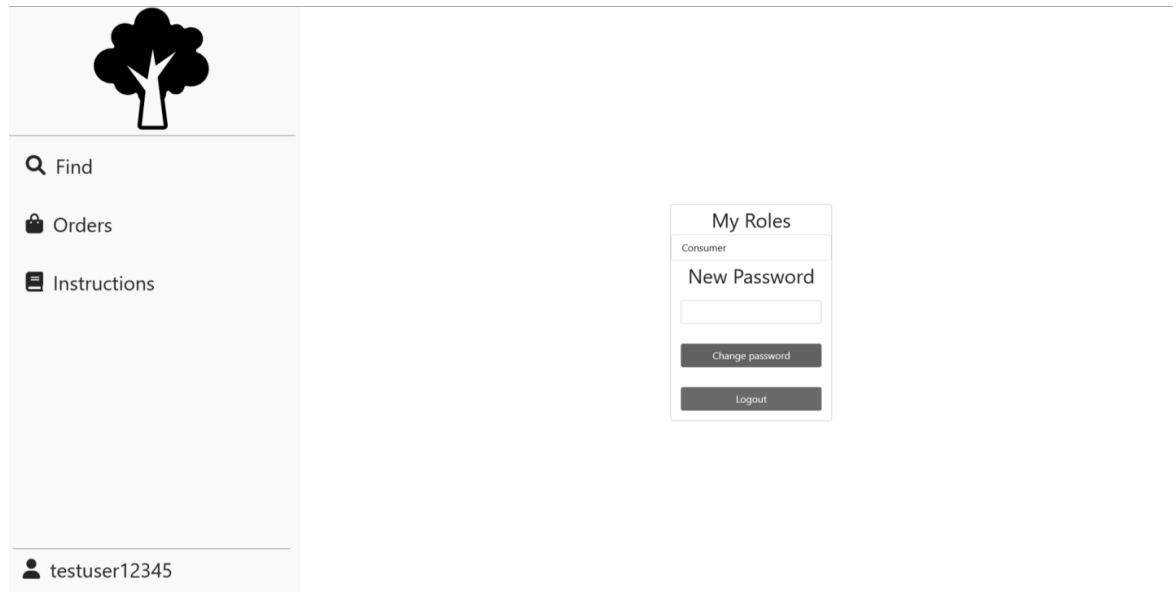 Find
Orders
Instructions
testuser12345
My Roles
Consumer
New Password
Change password
Logout